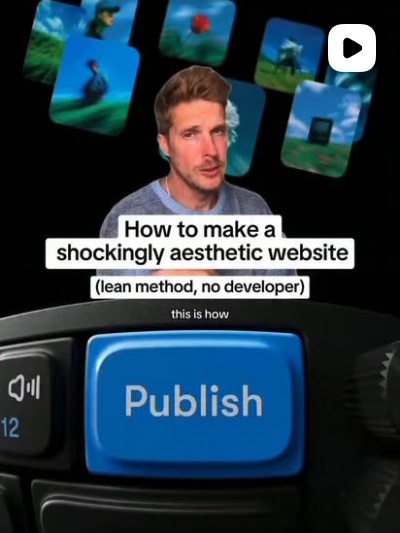 How to make a
shockingly aesthetic website
(lean method, no developer)
this is how
Publish
12